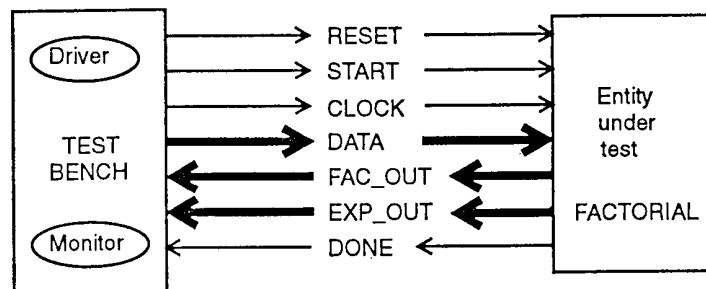 Driver
TEST
BENCH
Monitor
RESET
START
CLOCK
DATA
FAC_OUT
EXP_OUT
DONE
Entity
under
test
FACTORIAL